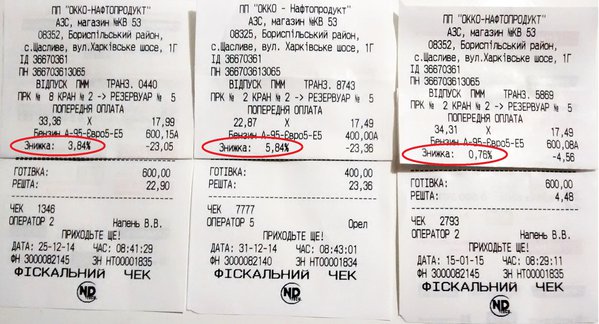 ПП "ОККО-НАФТОПРОДУКТ"
АЗС, магазин №КВ 53
08352, Бориспільський район,
с.Щасливе, вул.Харківське шосе, 1Г
ІД 36670361
ПН 366703613065
ВІДПУСК ПММ ТРАНЗ. 0440
ПРК № 8 КРАН № 2 -> РЕЗЕРВУАР № 5
ПОПЕРЕДНЯ ОПЛАТА
33,36 X 17,99
Бензин А-95-Євро5-Е5 600,15А
Знижка: 3,84% -23,05
ГОТІВКА: 600,00
РЕШТА: 22,90
ЧЕК 1346
ОПЕРАТОР 2 Напень В.В.
ПРИХОДЬТЕ ЩЕ!
ДАТА: 25-12-14 ЧАС: 08:41:29
ФН 3000082145 ЗН НТ00001835
ФІСКАЛЬНИЙ ЧЕК
ПП "ОККО - Нафтопродукт"
АЗС, магазин №КВ 53
08325, Бориспільський район,
с.Щасливе, вул.Харківське шосе, 1Г
ІД 36670361
ПН 366703613065
ВІДПУСК ПММ ТРАНЗ. 8743
ПРК № 2 КРАН № 2 -> РЕЗЕРВУАР № 5
ПОПЕРЕДНЯ ОПЛАТА
22,87 X 17,49
Бензин А-95-Євро5-Е5 400,00А
Знижка: 5,84% -23,36
ГОТІВКА: 400,00
РЕШТА: 23,36
ЧЕК 7777
ОПЕРАТОР 5 Орел
ПРИХОДЬТЕ ЩЕ!
ДАТА: 31-12-14 ЧАС: 08:43:01
ФН 3000082140 ЗН НТ00001834
ФІСКАЛЬНИЙ ЧЕК
ПП "ОККО-НАФТОПРОДУКТ"
АЗС, магазин №КВ 53
08352, Бориспільський район,
с.Щасливе, вул.Харківське шосе, 1Г
ІД 36670361
ПН 366703613065
ВІДПУСК ПММ ТРАНЗ. 5869
ПРК № 2 КРАН № 2 -> РЕЗЕРВУАР № 5
ПОПЕРЕДНЯ ОПЛАТА
34,31 X 17,49
Бензин А-95-Євро5-Е5 600,08А
Знижка: 0,76% -4,56
ГОТІВКА: 600,00
РЕШТА: 4,48
ЧЕК 2793
ОПЕРАТОР 2 Напень В.В.
ПРИХОДЬТЕ ЩЕ!
ДАТА: 15-01-15 ЧАС: 08:29:11
ФН 3000082145 ЗН НТ00001835
ФІСКАЛЬНИЙ ЧЕК